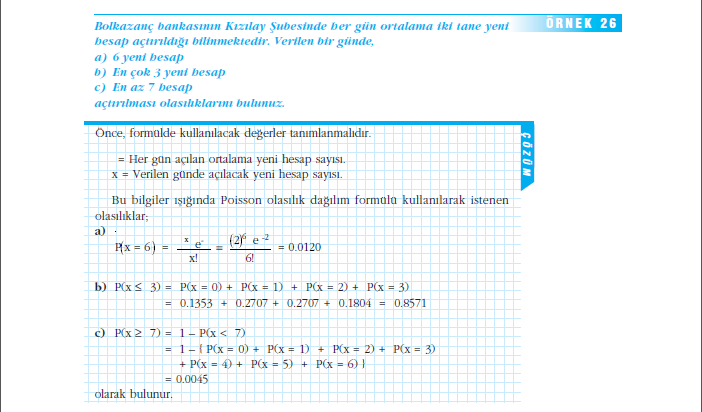 ÖRNEK 26
Bolkazanç bankasının Kızılay Şubesinde her gün ortalama iki tane yeni
hesap açtırıldığı bilinmektedir. Verilen bir günde,
a) 6 yeni hesap
b) En çok 3 yeni hesap
c) En az 7 hesap
açtırılması olasılıklarını bulunuz.
ÇÖZÜM
Önce, formülde kullanılacak değerler tanımlanmalıdır.
= Her gün açılan ortalama yeni hesap sayısı.
x = Verilen günde açılacak yeni hesap sayısı.
Bu bilgiler ışığında Poisson olasılık dağılım formülü kullanılarak istenen
olasılıklar;
a)
P(x = 6) = x e- / x! = (2)6 e -2 / 6! = 0.0120
b) P(x ≤ 3) = P(x = 0) + P(x = 1) + P(x = 2) + P(x = 3)
= 0.1353 + 0.2707 + 0.2707 + 0.1804 = 0.8571
c) P(x ≥ 7) = 1 – P(x < 7)
= 1 – { P(x = 0) + P(x = 1) + P(x = 2) + P(x = 3)
+ P(x = 4) + P(x = 5) + P(x = 6) }
= 0.0045
olarak bulunur.